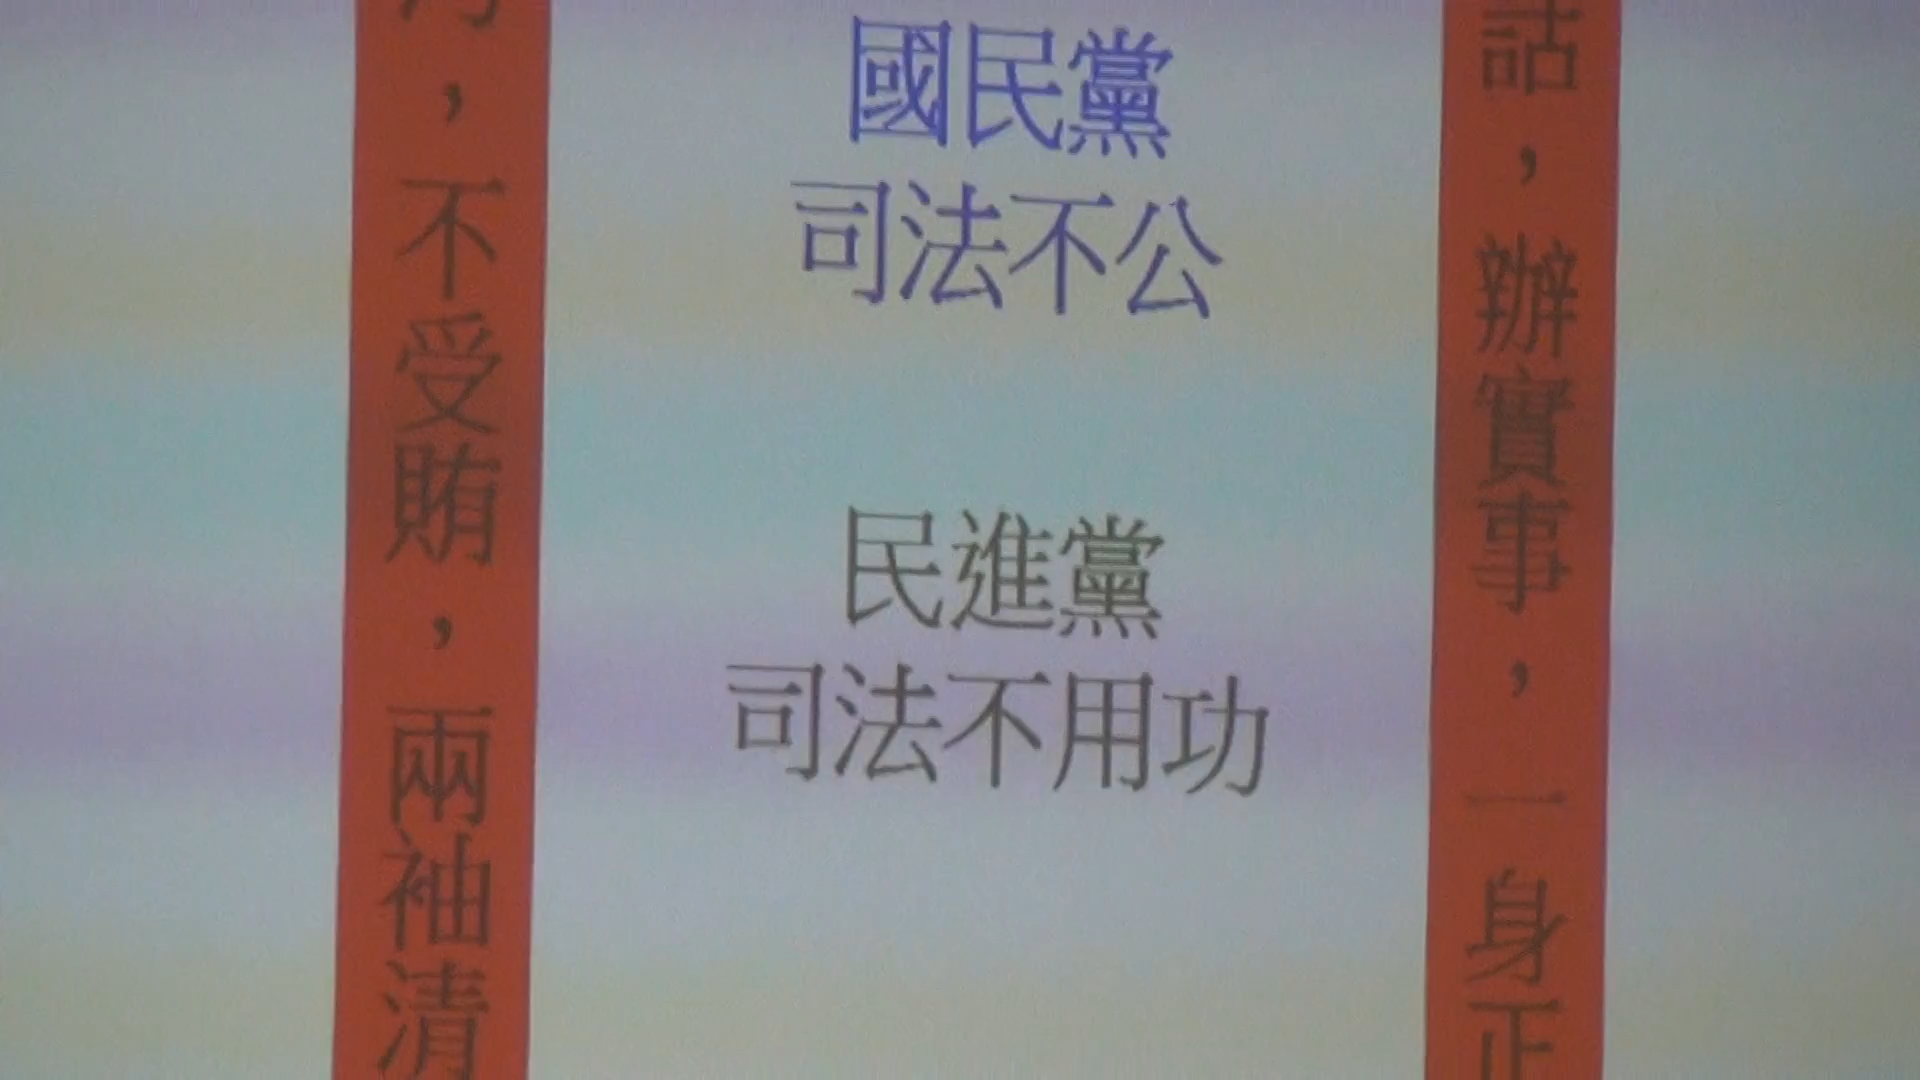 話，辦實事，一身正
國民黨
司法不公
民進黨
司法不用功
，不受賄，兩袖清